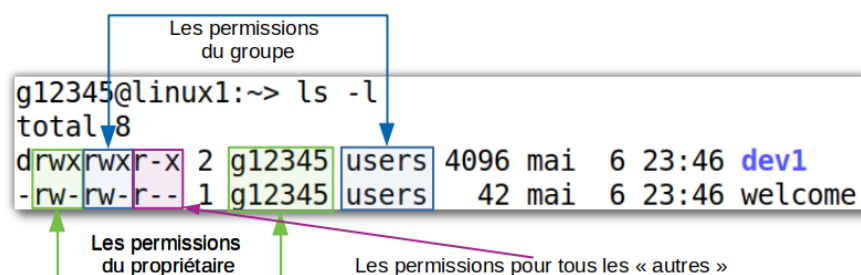 Les permissions
du groupe
g12345@linux1:~> ls -l
total 8
drwxrwxr-x 2 g12345 users 4096 mai  6 23:46 dev1
-rw-rw-r-- 1 g12345 users   42 mai  6 23:46 welcome
Les permissions
du propriétaire
Les permissions pour tous les « autres »